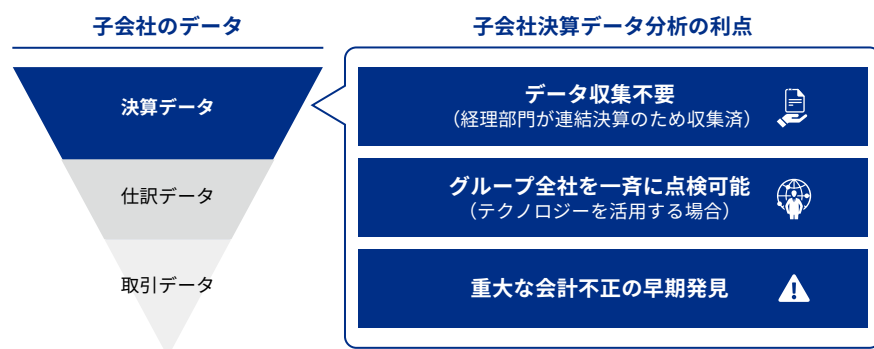 子会社のデータ
決算データ
仕訳データ
取引データ
子会社決算データ分析の利点
データ収集不要
（経理部門が連結決算のため収集済）
グループ全社を一斉に点検可能
（テクノロジーを活用する場合）
重大な会計不正の早期発見